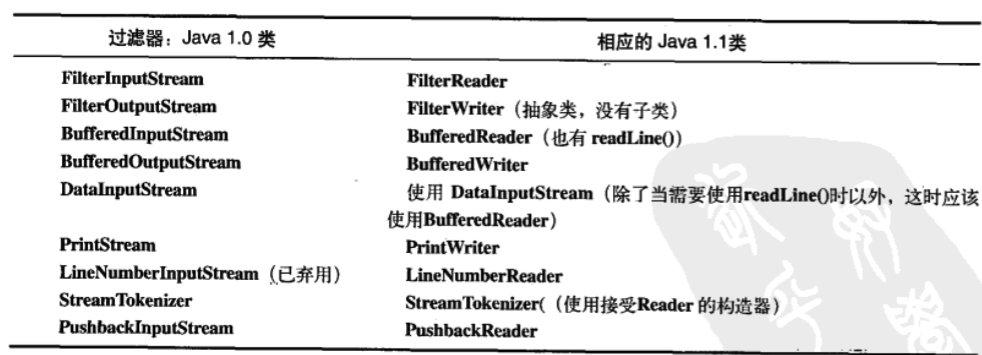 过滤器：Java 1.0 类 相应的 Java 1.1类
FilterInputStream FilterReader
FilterOutputStream FilterWriter（抽象类，没有子类）
BufferedInputStream BufferedReader（也有 readLine()）
BufferedOutputStream BufferedWriter
DataInputStream 使用 DataInputStream（除了当需要使用readLine()时以外，这时应该
使用BufferedReader）
PrintStream PrintWriter
LineNumberInputStream（已弃用） LineNumberReader
StreamTokenizer StreamTokenizer(（使用接受Reader 的构造器）
PushbackInputStream PushbackReader